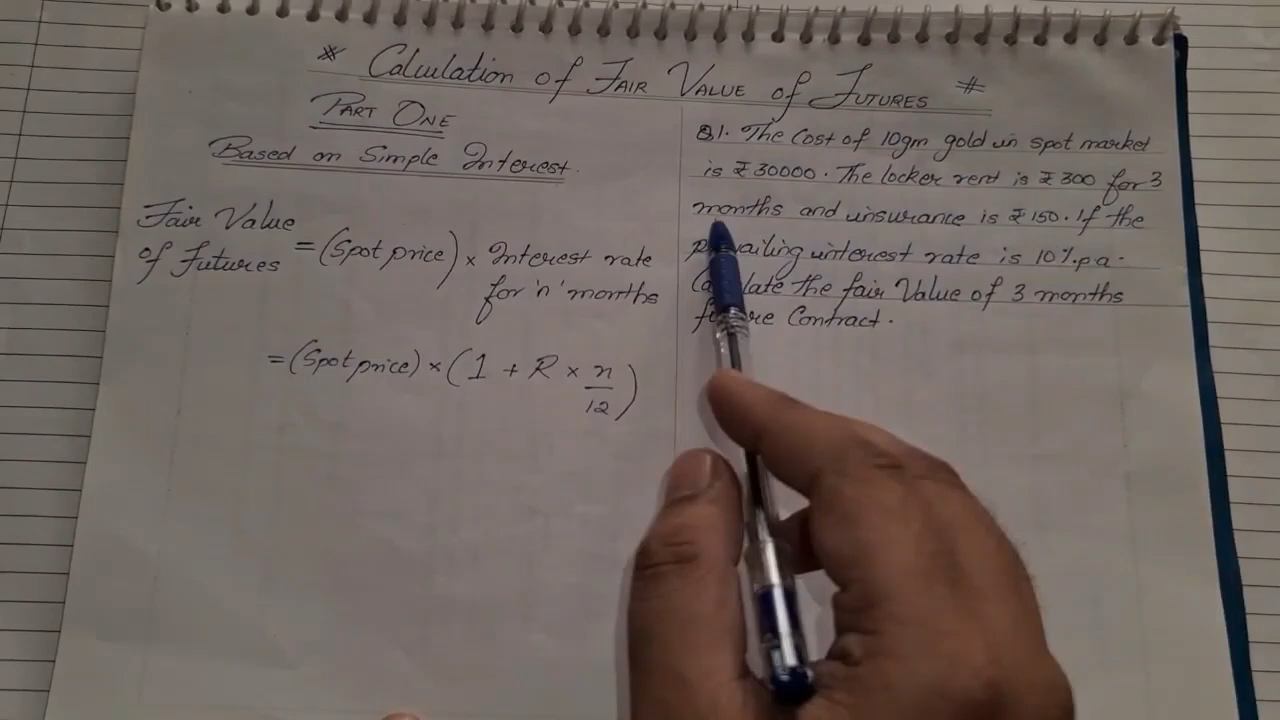 * Calculation of FAIR VALUE of FUTURES #
PART ONE
Based on Simple Interest.
Fair Value
of Futures = (Spot price) × Interest rate
for 'n' months
= (Spot price) × (1 + R × n/12)
Q1. The Cost of 10gm gold in spot market
is ₹30000. The locker rent is ₹300 for 3
months and insurance is ₹150. If the
interest rate is 10% pa.
the fair Value of 3 months
Contract.